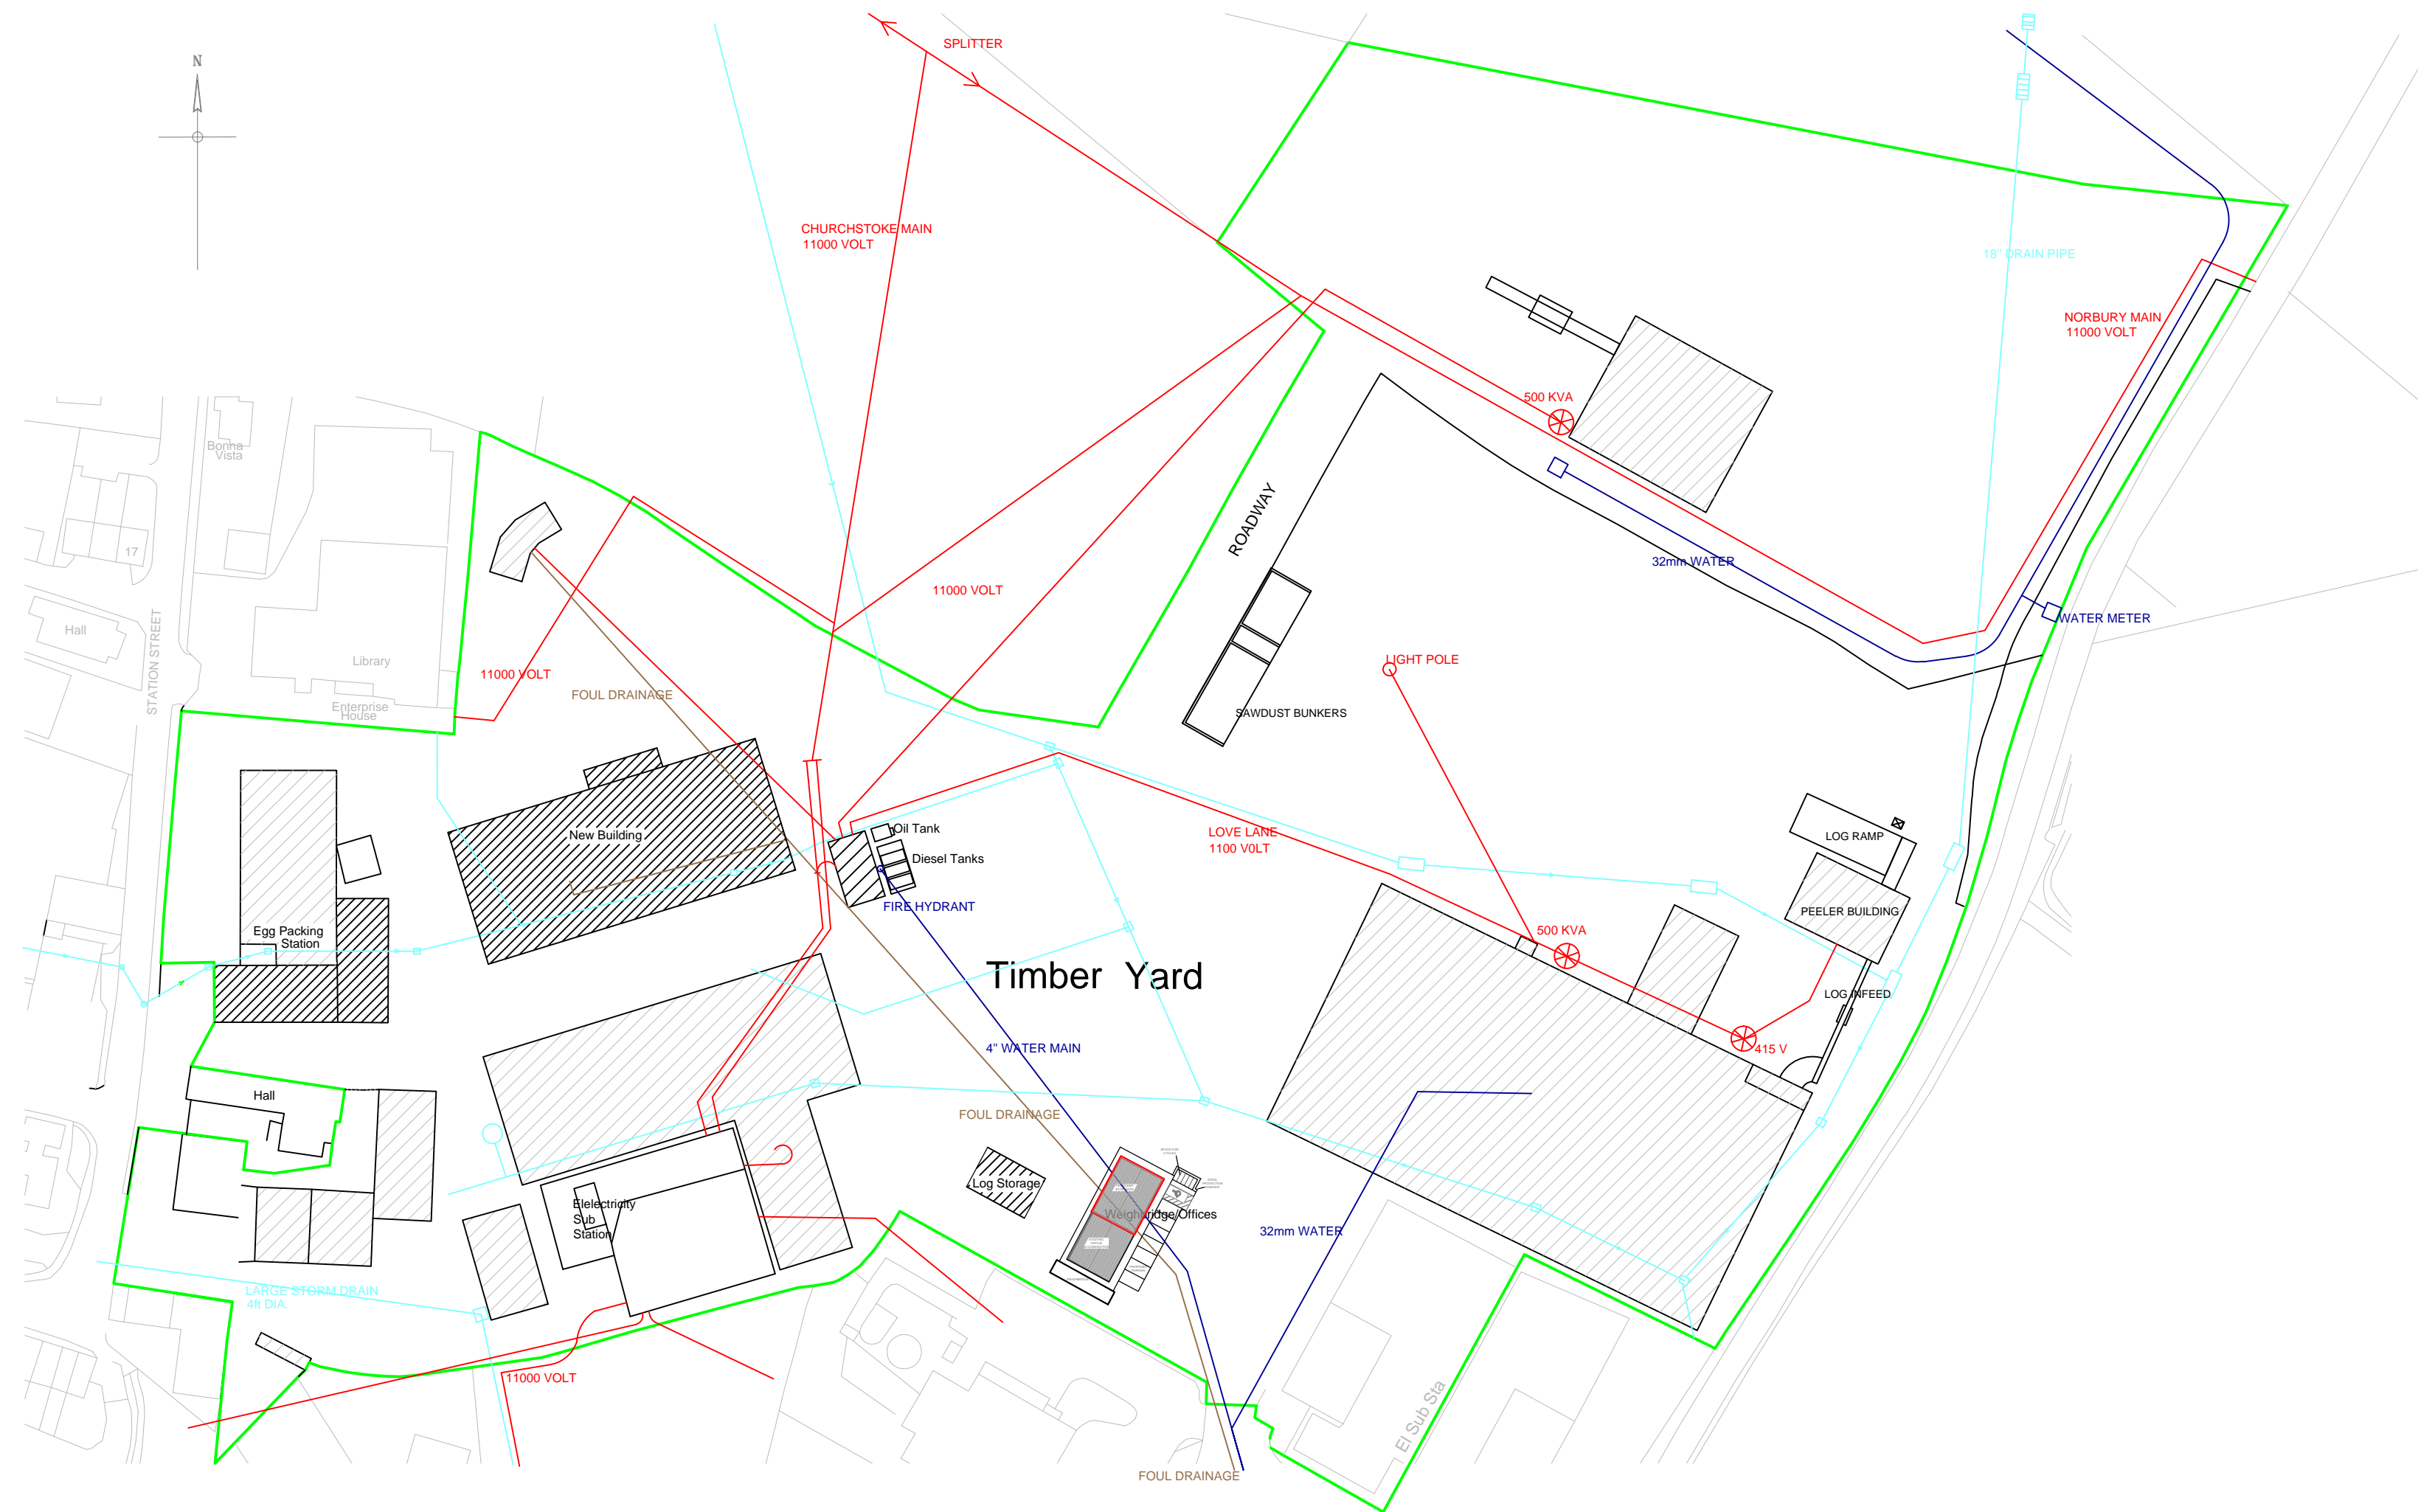 N
SPLITTER
CHURCHSTOKE MAIN
11000 VOLT
18" DRAIN PIPE
NORBURY MAIN
11000 VOLT
500 KVA
Bonna
Vista
ROADWAY
17
32mm WATER
11000 VOLT
WATER METER
Hall
STATION STREET
Library
LIGHT POLE
11000 VOLT
FOUL DRAINAGE
Enterprise
House
SAWDUST BUNKERS
New Building
Oil Tank
Diesel Tanks
LOVE LANE
1100 V0LT
LOG RAMP
FIRE HYDRANT
PEELER BUILDING
Egg Packing
Station
500 KVA
Timber Yard
LOG INFEED
4" WATER MAIN
415 V
Hall
FOUL DRAINAGE
Log Storage
Elelectricity
Sub
Station
Weighbridge/Offices
32mm WATER
LARGE STORM DRAIN
4ft DIA.
11000 VOLT
El Sub Sta
FOUL DRAINAGE